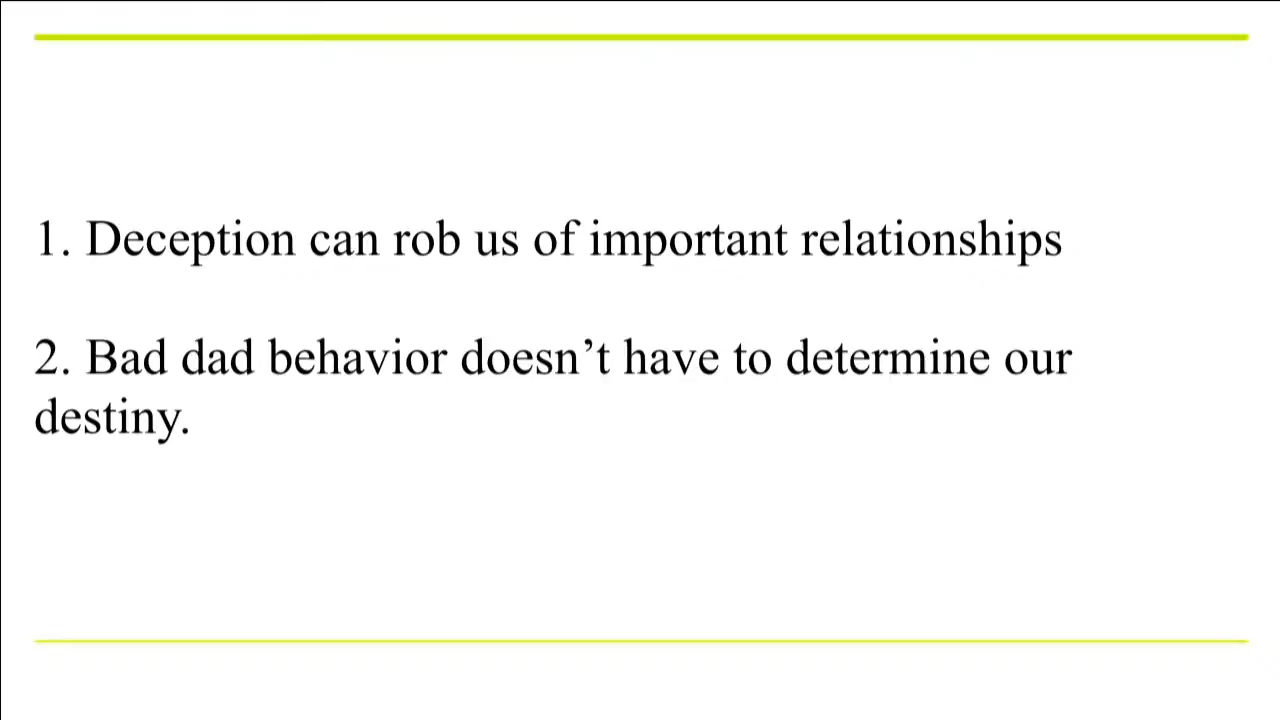 1. Deception can rob us of important relationships
2. Bad dad behavior doesn’t have to determine our
destiny.